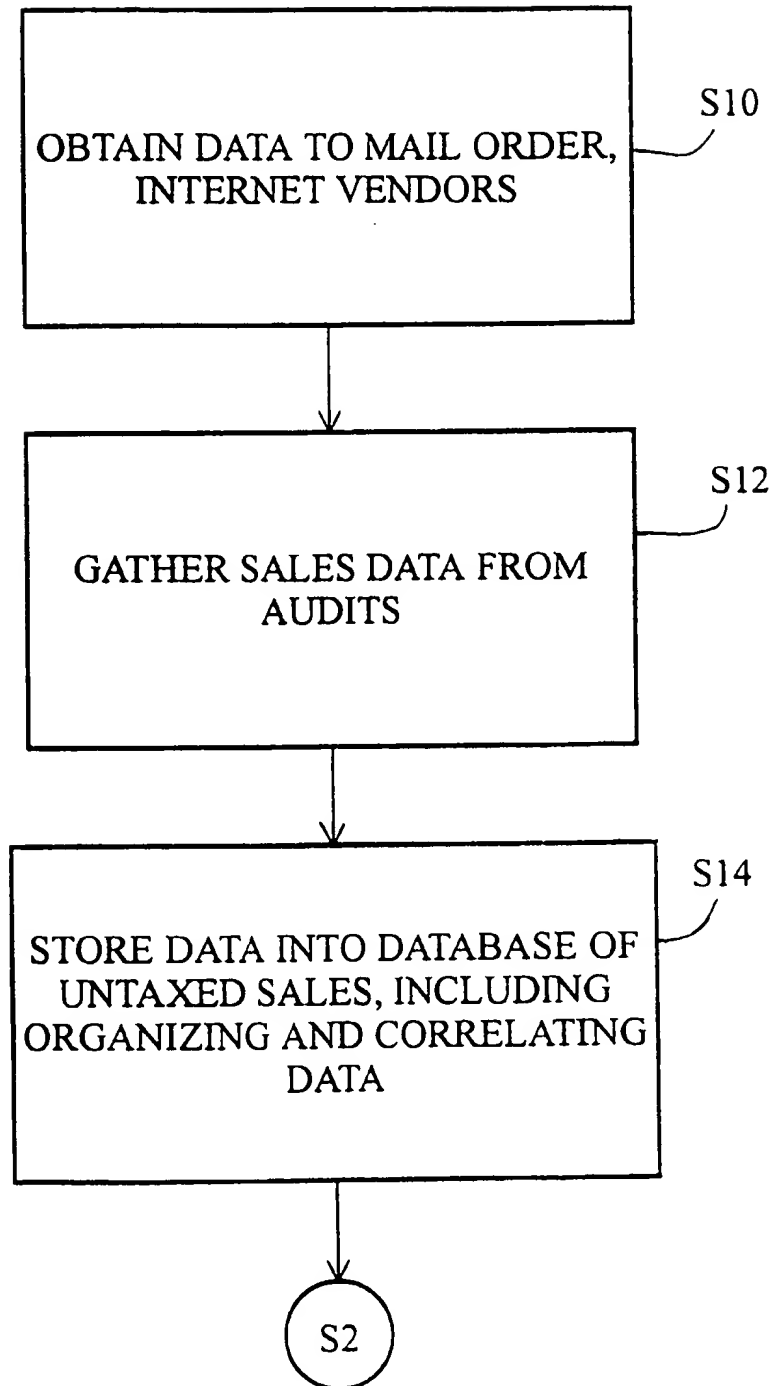 OBTAIN DATA TO MAIL ORDER,
INTERNET VENDORS
S10
GATHER SALES DATA FROM
AUDITS
S12
STORE DATA INTO DATABASE OF
UNTAXED SALES, INCLUDING
ORGANIZING AND CORRELATING
DATA
S14
S2